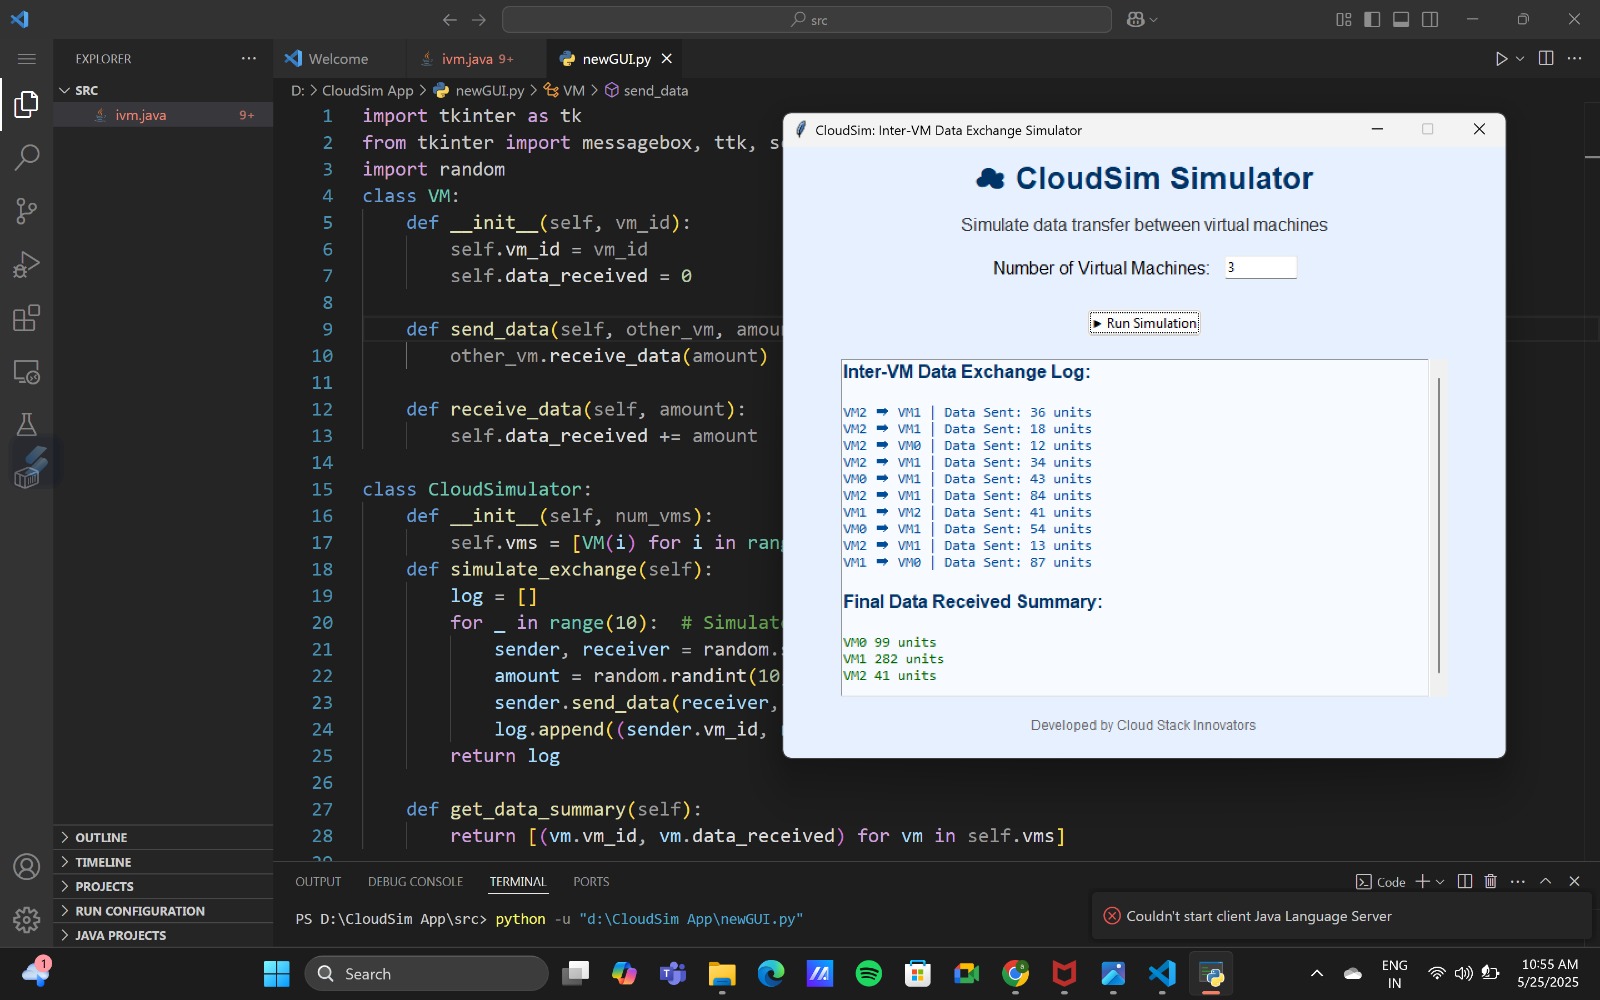 src
EXPLORER
SRC
ivm.java 9+
OUTLINE
TIMELINE
PROJECTS
RUN CONFIGURATION
JAVA PROJECTS
Welcome
ivm.java 9+
newGUI.py
D: > CloudSim App > newGUI.py > VM > send_data
1 import tkinter as tk
2 from tkinter import messagebox, ttk,
3 import random
4 class VM:
5 def __init__(self, vm_id):
6 self.vm_id = vm_id
7 self.data_received = 0
8
9 def send_data(self, other_vm,
10 other_vm.receive_data(amount)
11
12 def receive_data(self, amount):
13 self.data_received += amount
14
15 class CloudSimulator:
16 def __init__(self, num_vms):
17 self.vms = [VM(i) for i in
18 def simulate_exchange(self):
19 log = []
20 for _ in range(10): #
21 sender, receiver = random.
22 amount = random.randint(10
23 sender.send_data(receiver,
24 log.append((sender.vm_id,
25 return log
26
27 def get_data_summary(self):
28 return [(vm.vm_id, vm.data_received) for vm in self.vms]
CloudSim: Inter-VM Data Exchange Simulator
CloudSim Simulator
Simulate data transfer between virtual machines
Number of Virtual Machines: 3
► Run Simulation
Inter-VM Data Exchange Log:
VM2 ➡ VM1 | Data Sent: 36 units
VM2 ➡ VM1 | Data Sent: 18 units
VM2 ➡ VM0 | Data Sent: 12 units
VM2 ➡ VM1 | Data Sent: 34 units
VM0 ➡ VM1 | Data Sent: 43 units
VM2 ➡ VM1 | Data Sent: 84 units
VM1 ➡ VM2 | Data Sent: 41 units
VM0 ➡ VM1 | Data Sent: 54 units
VM2 ➡ VM1 | Data Sent: 13 units
VM1 ➡ VM0 | Data Sent: 87 units
Final Data Received Summary:
VM0 99 units
VM1 282 units
VM2 41 units
Developed by Cloud Stack Innovators
OUTPUT DEBUG CONSOLE TERMINAL PORTS
Code
PS D:\CloudSim App\src> python -u "d:\CloudSim App\newGUI.py"
Couldn't start client Java Language Server
1
Search
ENG
IN
10:55 AM
5/25/2025